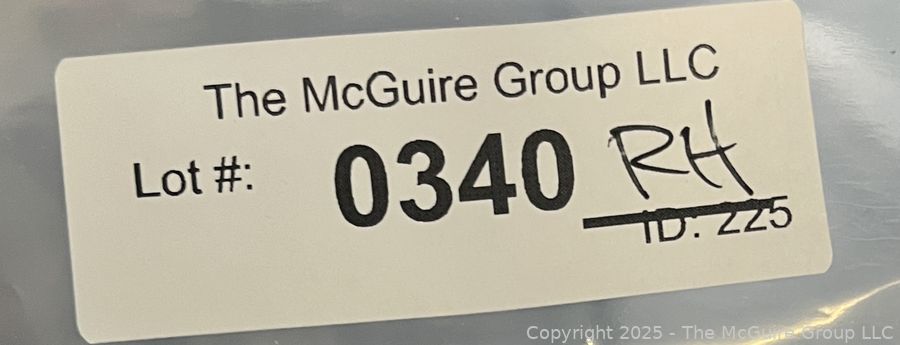 The McGuire Group LLC
Lot #: 0340 RH
ID: 225
Copyright 2025 - The McGuire Group LLC